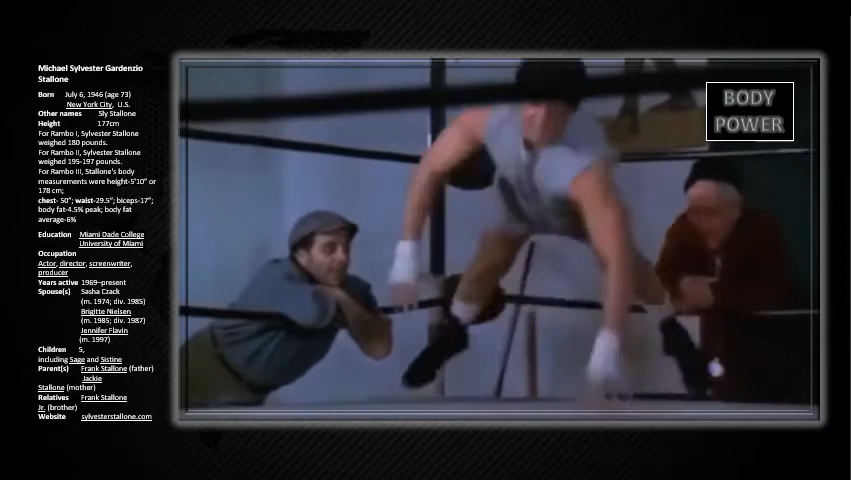 Michael Sylvester Gardenzio
Stallone
Born July 6, 1946 (age 73)
New York City, U.S.
Other names Sly Stallone
Height 177cm
For Rambo I, Sylvester Stallone
weighed 180 pounds.
For Rambo II, Sylvester Stallone
weighed 195-197 pounds.
For Rambo III, Stallone's body
measurements were height-5'10" or
178 cm;
chest- 50"; waist-29.5"; biceps-17";
body fat-4.5% peak; body fat
average-6%
Education Miami Dade College
University of Miami
Occupation
Actor, director, screenwriter,
producer
Years active 1969–present
Spouse(s) Sasha Czack
(m. 1974; div. 1985)
Brigitte Nielsen
(m. 1985; div. 1987)
Jennifer Flavin
(m. 1997)
Children 5,
including Sage and Sistine
Parent(s) Frank Stallone (father)
Jackie
Stallone (mother)
Relatives Frank Stallone
Jr. (brother)
Website sylvesterstallone.com
BODY
POWER